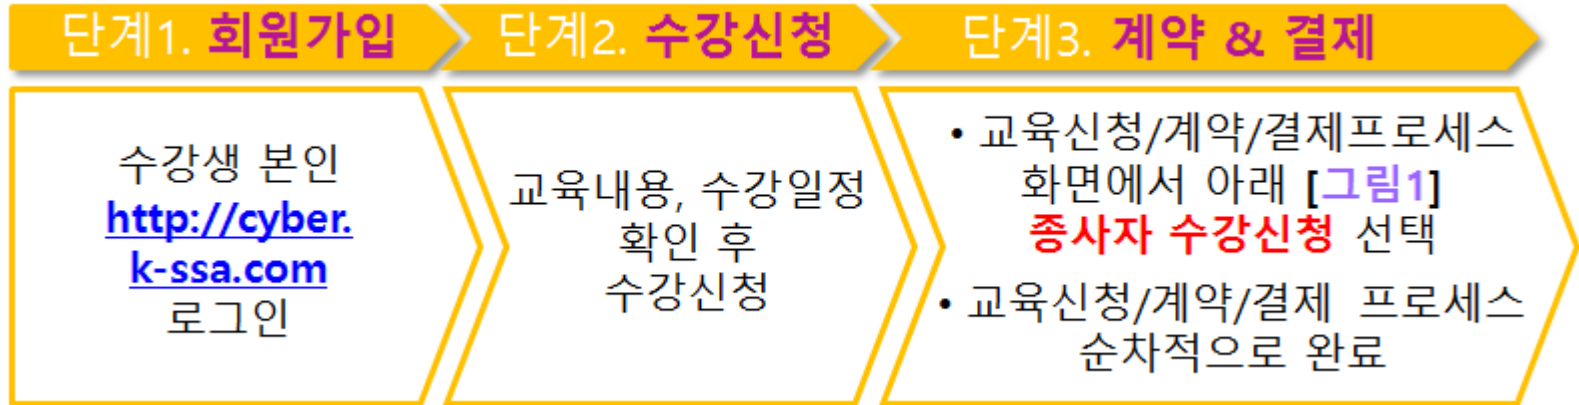 단계1. 회원가입
단계2. 수강신청
단계3. 계약 & 결제
수강생 본인
http://cyber.
k-ssa.com
로그인
교육내용, 수강일정
확인 후
수강신청
• 교육신청/계약/결제프로세스
화면에서 아래 [그림1]
종사자 수강신청 선택
• 교육신청/계약/결제 프로세스
순차적으로 완료